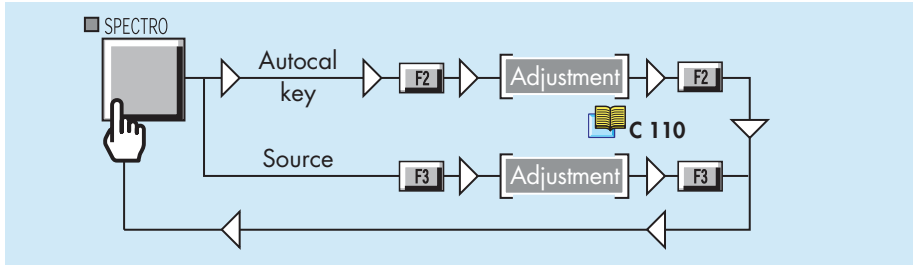 SPECTRO
Autocal
key
F2
Adjustment
F2
C 110
Source
F3
Adjustment
F3